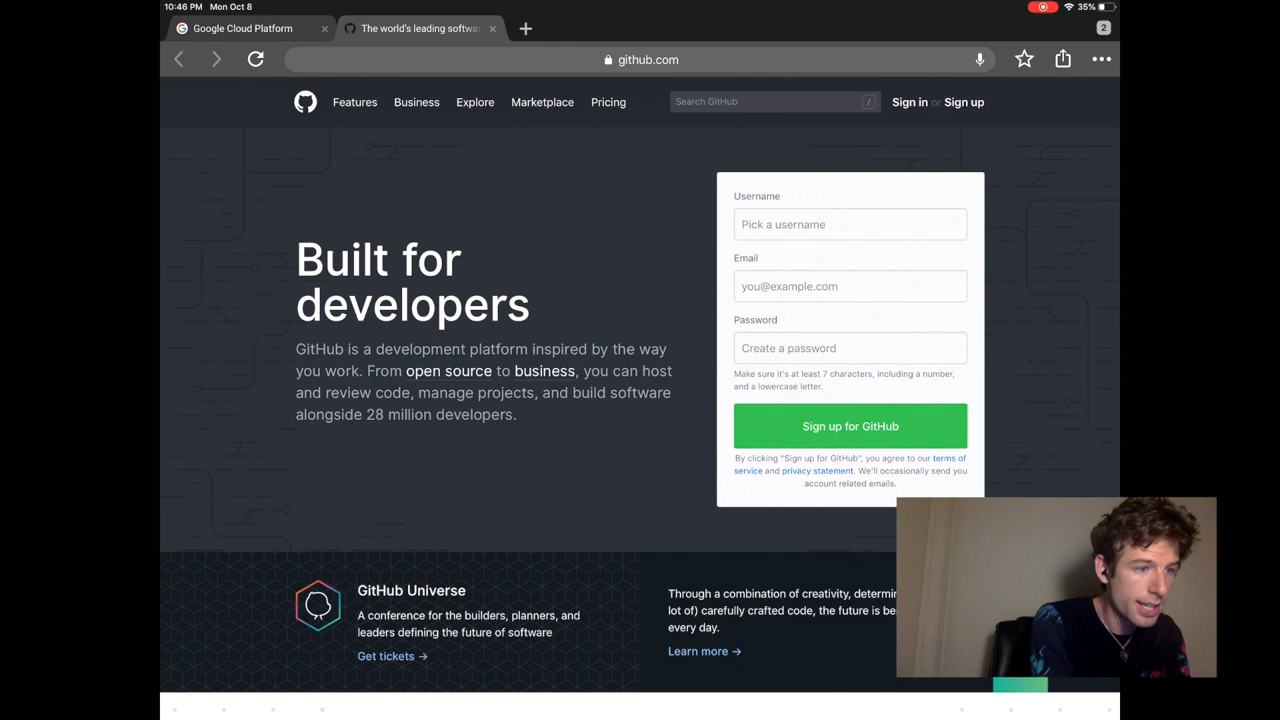 10:46 PM Mon Oct 8
35%
Google Cloud Platform
The world's leading softwa
2
github.com
Features
Business
Explore
Marketplace
Pricing
Search GitHub
/
Sign in or Sign up
Built for
developers
GitHub is a development platform inspired by the way
you work. From open source to business, you can host
and review code, manage projects, and build software
alongside 28 million developers.
Username
Pick a username
Email
you@example.com
Password
Create a password
Make sure it's at least 7 characters, including a number,
and a lowercase letter.
Sign up for GitHub
By clicking “Sign up for GitHub”, you agree to our terms of
service and privacy statement. We'll occasionally send you
account related emails.
GitHub Universe
A conference for the builders, planners, and
leaders defining the future of software
Get tickets →
Through a combination of creativity,
lot of) carefully crafted code, the future is
every day.
Learn more →